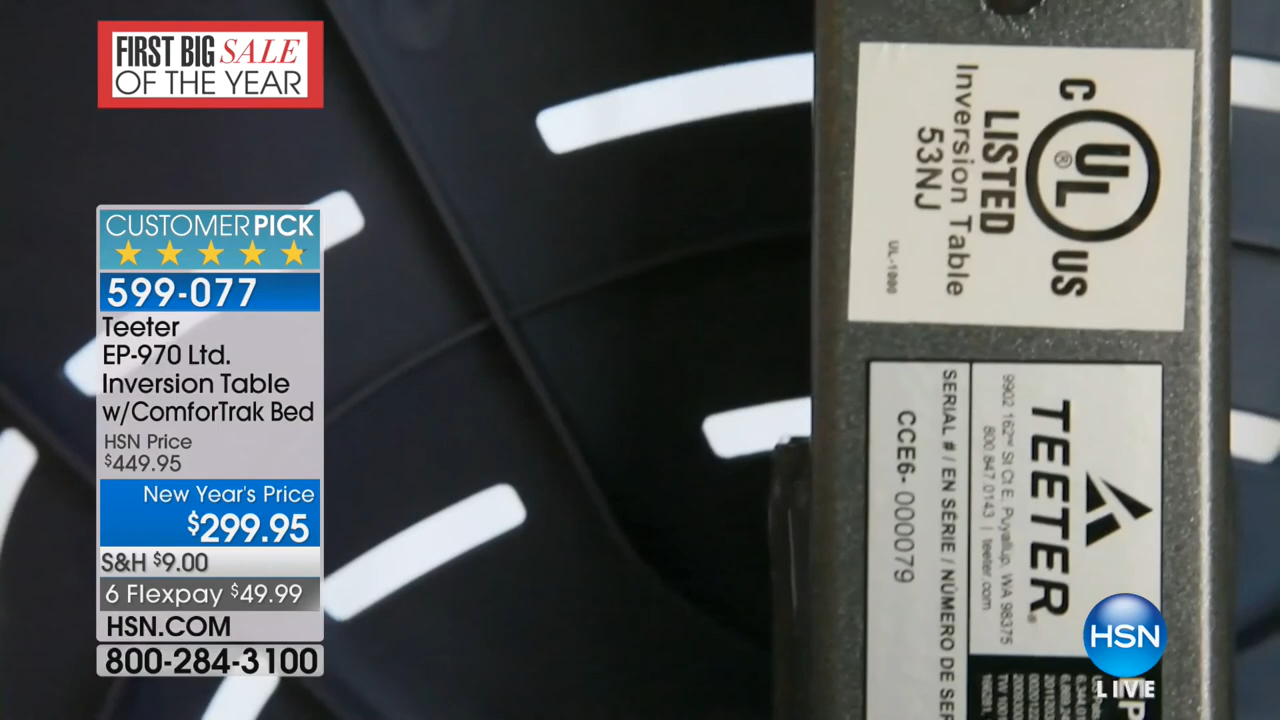 FIRST BIG SALE
OF THE YEAR
CUSTOMER PICK
599-077
Teeter
EP-970 Ltd.
Inversion Table
w/ComforTrak Bed
HSN Price
$449.95
New Year's Price
$299.95
S&H $9.00
6 Flexpay $49.99
HSN.COM
800-284-3100
C UL® US
LISTED
Inversion Table
53NJ
UL-1000
TEETER®
9902 162nd St Ct E, Puyallup, WA 98375
800.847.0143 | teeter.com
SERIAL # / EN SÉRIE / NÚMERO DE SER
CCE6- 000079
HSN
LIVE